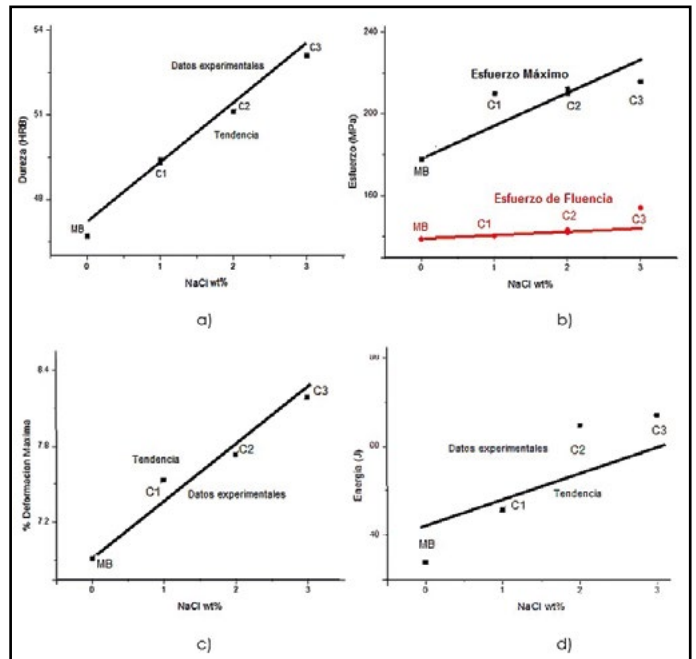 54
Datos experimentales
C3
51
C2
Tendencia
C1
48
MB
Dureza (HRB)
0 1 2 3
NaCl wt%
a)
240
Esfuerzo Máximo
C1
C2
C3
200
MB
160
Esfuerzo de Fluencia
MB
C1
C2
C3
Esfuerzo (MPa)
0 1 2 3
NaCl wt%
b)
8.4
C3
7.8
Tendencia
C2
C1
Datos experimentales
7.2
MB
% Deformacion Maxima
0 1 2 3
NaCl wt%
c)
C3
C2
Datos experimentales
Tendencia
C1
40
MB
Energia (J)
0 1 2 3
NaCl wt%
d)